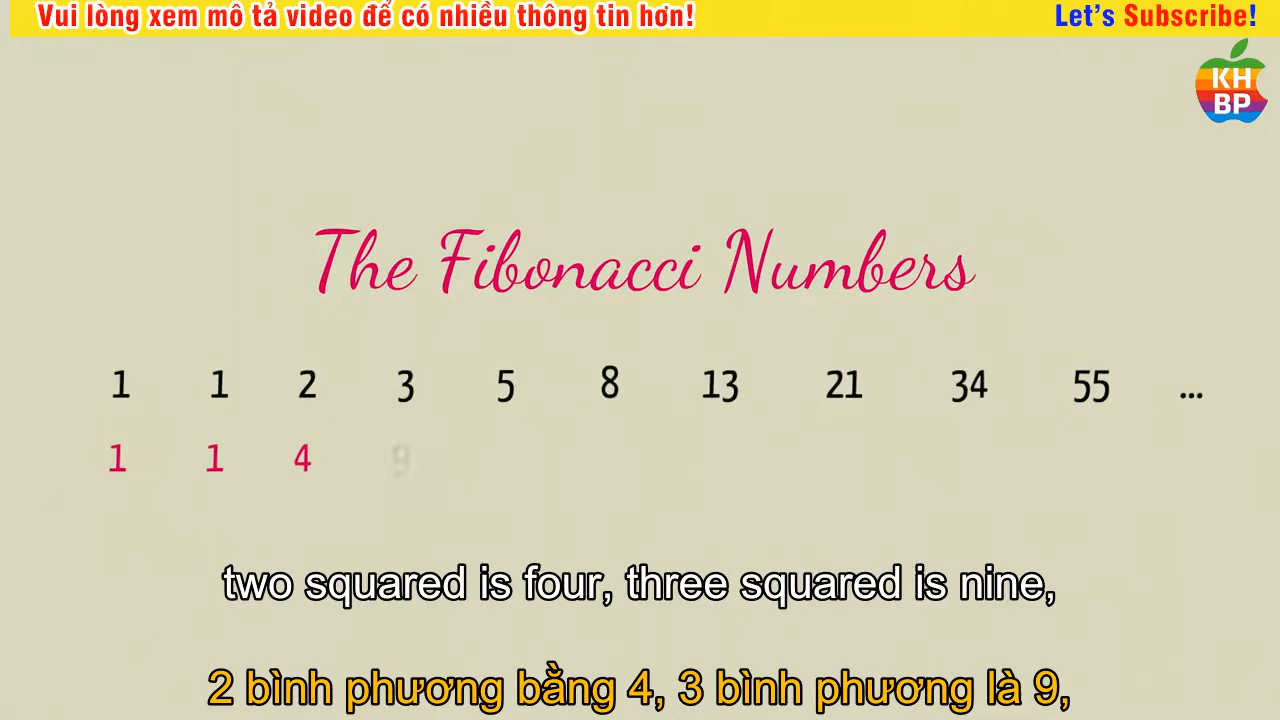 Vui lòng xem mô tả video để có nhiều thông tin hơn!
Let's Subscribe!
KH
BP
The Fibonacci Numbers
1 1 2 3 5 8 13 21 34 55 ...
1 1 4 9
two squared is four, three squared is nine,
2 bình phương bằng 4, 3 bình phương là 9,